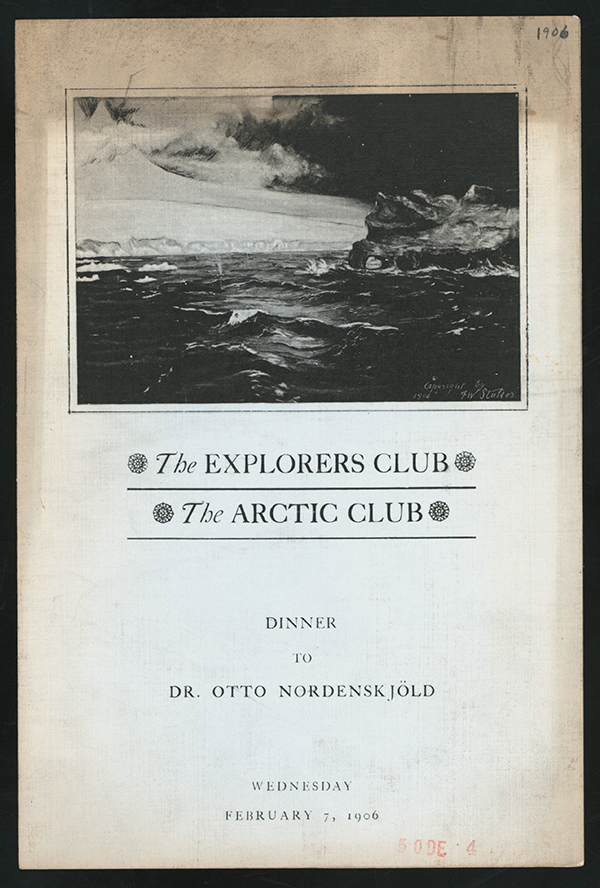 1906
Copyright by
1906 F W Stokes
The EXPLORERS CLUB
The ARCTIC CLUB
DINNER
TO
DR. OTTO NORDENSKJÖLD
WEDNESDAY
FEBRUARY 7, 1906
50DE 4